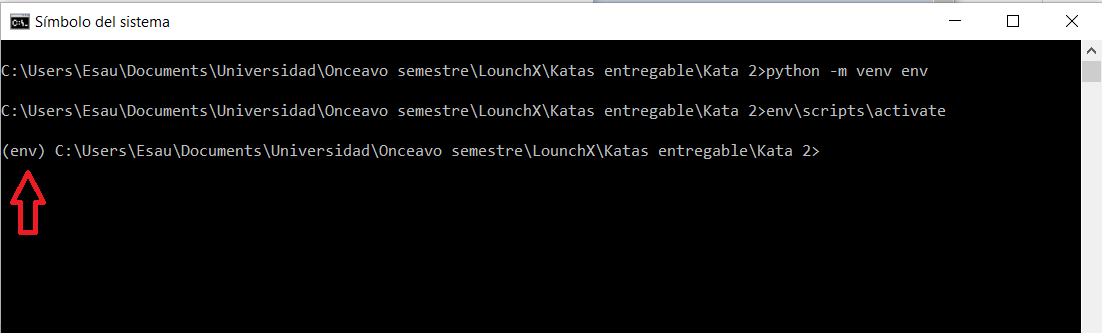 Símbolo del sistema
C:\Users\Esau\Documents\Universidad\Onceavo semestre\LounchX\Katas entregable\Kata 2>python -m venv env
C:\Users\Esau\Documents\Universidad\Onceavo semestre\LounchX\Katas entregable\Kata 2>env\scripts\activate
(env) C:\Users\Esau\Documents\Universidad\Onceavo semestre\LounchX\Katas entregable\Kata 2>